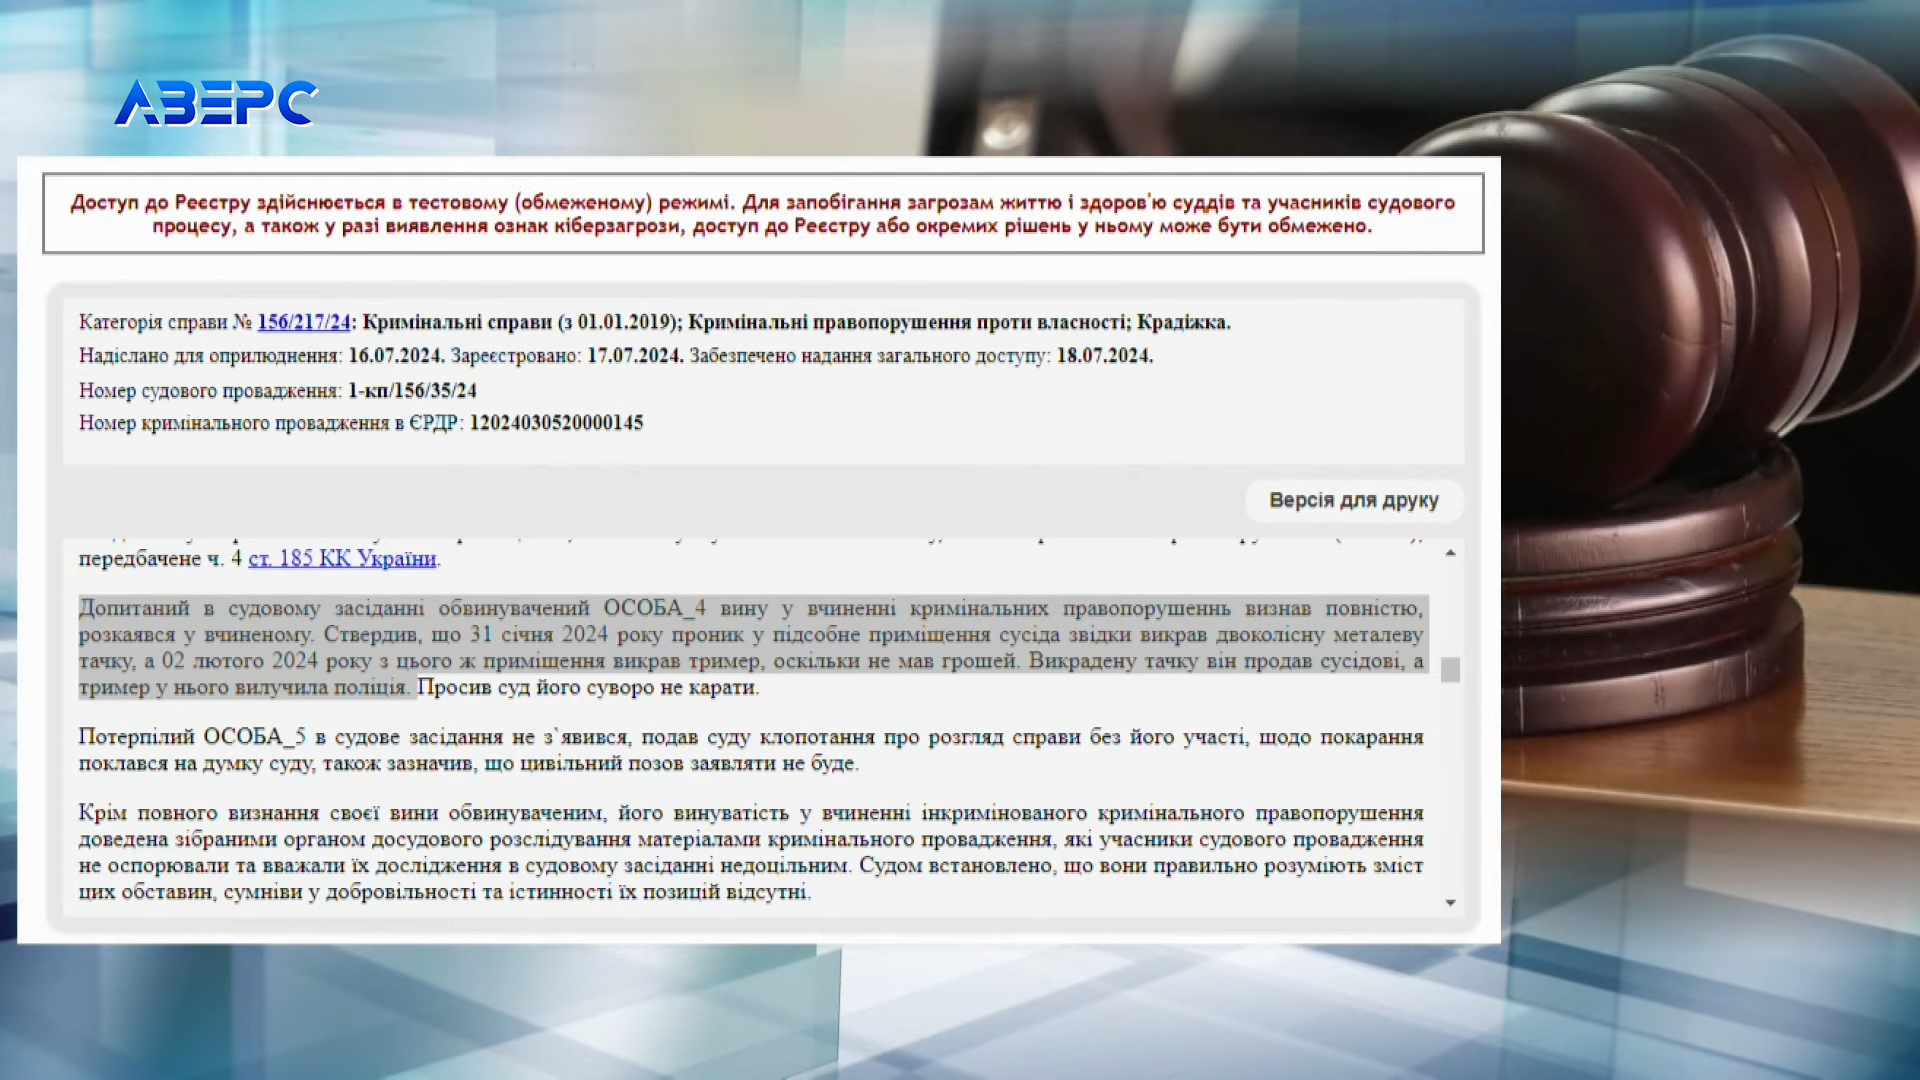 АВЕРС
Доступ до Реєстру здійснюється в тестовому (обмеженому) режимі. Для запобігання загрозам життю і здоров'ю суддів та учасників судового
процесу, а також у разі виявлення ознак кіберзагрози, доступ до Реєстру або окремих рішень у ньому може бути обмежено.
Категорія справи № 156/217/24: Кримінальні справи (з 01.01.2019); Кримінальні правопорушення проти власності; Крадіжка.
Надіслано для оприлюднення: 16.07.2024. Зареєстровано: 17.07.2024. Забезпечено надання загального доступу: 18.07.2024.
Номер судового провадження: 1-кп/156/35/24
Номер кримінального провадження в ЄРДР: 12024030520000145
Версія для друку
передбачене ч. 4 ст. 185 КК України.
Допитаний в судовому засіданні обвинувачений ОСОБА_4 вину у вчиненні кримінальних правопорушеннь визнав повністю,
розкаявся у вчиненому. Ствердив, що 31 січня 2024 року проник у підсобне приміщення сусіда звідки викрав двоколісну металеву
тачку, а 02 лютого 2024 року з цього ж приміщення викрав тример, оскільки не мав грошей. Викрадену тачку він продав сусідові, а
тример у нього вилучила поліція. Просив суд його суворо не карати.
Потерпілий ОСОБА_5 в судове засідання не з`явився, подав суду клопотання про розгляд справи без його участі, щодо покарання
поклався на думку суду, також зазначив, що цивільний позов заявляти не буде.
Крім повного визнання своєї вини обвинуваченим, його винуватість у вчиненні інкримінованого кримінального правопорушення
доведена зібраними органом досудового розслідування матеріалами кримінального провадження, які учасники судового провадження
не оспорювали та вважали їх дослідження в судовому засіданні недоцільним. Судом встановлено, що вони правильно розуміють зміст
цих обставин, сумніви у добровільності та істинності їх позицій відсутні.